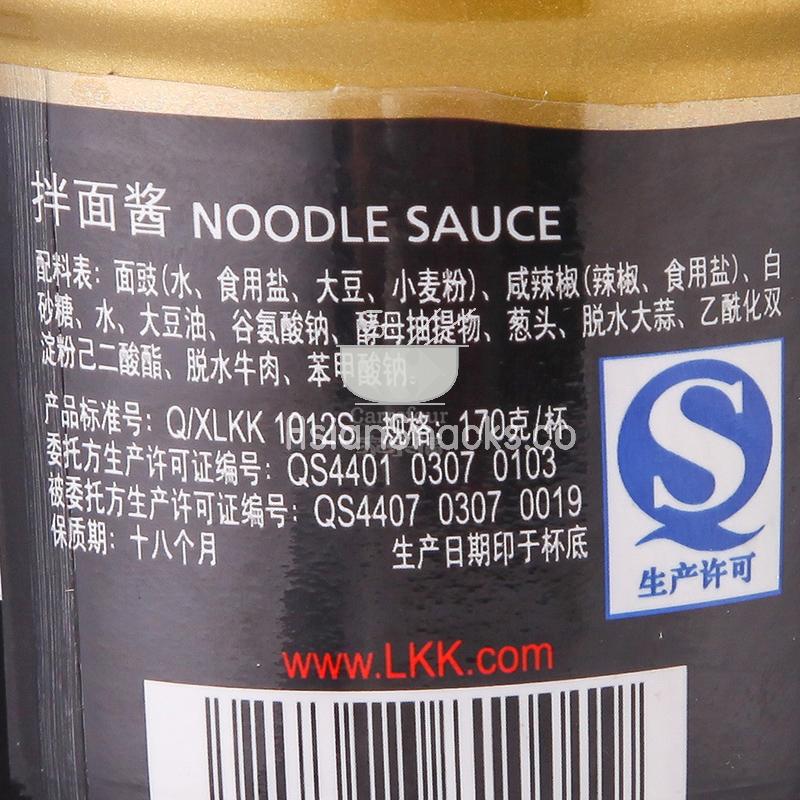 拌面酱 NOODLE SAUCE
配料表：面豉(水、食用盐、大豆、小麦粉)、咸辣椒(辣椒、食用盐)、白
砂糖、水、大豆油、谷氨酸钠、酵母抽提物、葱头、脱水大蒜、乙酰化双
淀粉己二酸酯、脱水牛肉、苯甲酸钠。
产品标准号：Q/XLKK 1012S 规格：170克/杯
委托方生产许可证编号：QS4401 0307 0103
被委托方生产许可证编号：QS4407 0307 0019
保质期：十八个月 生产日期印于杯底
QS
生产许可
www.LKK.com
Carrefour
AsianSnacks.co